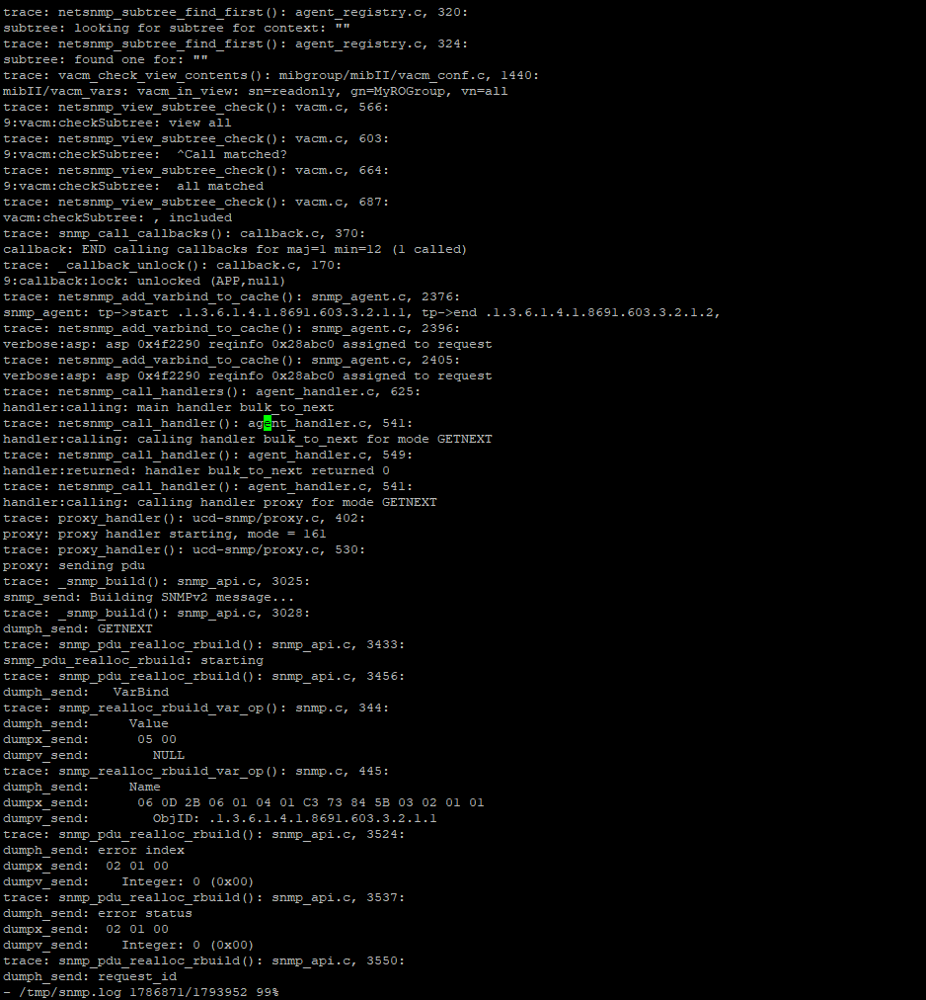 trace: netsnmp_subtree_find_first(): agent_registry.c, 320:
subtree: looking for subtree for context: ""
trace: netsnmp_subtree_find_first(): agent_registry.c, 324:
subtree: found one for: ""
trace: vacm_check_view_contents(): mibgroup/mibII/vacm_conf.c, 1440:
mibII/vacm_vars: vacm_in_view: sn=readonly, gn=MyROGroup, vn=all
trace: netsnmp_view_subtree_check(): vacm.c, 566:
9:vacm:checkSubtree: view all
trace: netsnmp_view_subtree_check(): vacm.c, 603:
9:vacm:checkSubtree:  ^Call matched?
trace: netsnmp_view_subtree_check(): vacm.c, 664:
9:vacm:checkSubtree:  all matched
trace: netsnmp_view_subtree_check(): vacm.c, 687:
vacm:checkSubtree: , included
trace: snmp_call_callbacks(): callback.c, 370:
callback: END calling callbacks for maj=1 min=12 (1 called)
trace: _callback_unlock(): callback.c, 170:
9:callback:lock: unlocked (APP,null)
trace: netsnmp_add_varbind_to_cache(): snmp_agent.c, 2376:
snmp_agent: tp->start .1.3.6.1.4.1.8691.603.3.2.1.1, tp->end .1.3.6.1.4.1.8691.603.3.2.1.2,
trace: netsnmp_add_varbind_to_cache(): snmp_agent.c, 2396:
verbose:asp: asp 0x4f2290 reqinfo 0x28abc0 assigned to request
trace: netsnmp_add_varbind_to_cache(): snmp_agent.c, 2405:
verbose:asp: asp 0x4f2290 reqinfo 0x28abc0 assigned to request
trace: netsnmp_call_handlers(): agent_handler.c, 625:
handler:calling: main handler bulk_to_next
trace: netsnmp_call_handler(): agent_handler.c, 541:
handler:calling: calling handler bulk_to_next for mode GETNEXT
trace: netsnmp_call_handler(): agent_handler.c, 549:
handler:returned: handler bulk_to_next returned 0
trace: netsnmp_call_handler(): agent_handler.c, 541:
handler:calling: calling handler proxy for mode GETNEXT
trace: proxy_handler(): ucd-snmp/proxy.c, 402:
proxy: proxy handler starting, mode = 161
trace: proxy_handler(): ucd-snmp/proxy.c, 530:
proxy: sending pdu
trace: _snmp_build(): snmp_api.c, 3025:
snmp_send: Building SNMPv2 message...
trace: _snmp_build(): snmp_api.c, 3028:
dumph_send: GETNEXT
trace: snmp_pdu_realloc_rbuild(): snmp_api.c, 3433:
snmp_pdu_realloc_rbuild: starting
trace: snmp_pdu_realloc_rbuild(): snmp_api.c, 3456:
dumph_send:   VarBind
trace: snmp_realloc_rbuild_var_op(): snmp.c, 344:
dumph_send:     Value
dumpx_send:      05 00
dumpv_send:        NULL
trace: snmp_realloc_rbuild_var_op(): snmp.c, 445:
dumph_send:     Name
dumpx_send:      06 0D 2B 06 01 04 01 C3 73 84 5B 03 02 01 01
dumpv_send:        ObjID: .1.3.6.1.4.1.8691.603.3.2.1.1
trace: snmp_pdu_realloc_rbuild(): snmp_api.c, 3524:
dumph_send: error index
dumpx_send:  02 01 00
dumpv_send:    Integer: 0 (0x00)
trace: snmp_pdu_realloc_rbuild(): snmp_api.c, 3537:
dumph_send: error status
dumpx_send:  02 01 00
dumpv_send:    Integer: 0 (0x00)
trace: snmp_pdu_realloc_rbuild(): snmp_api.c, 3550:
dumph_send: request_id
- /tmp/snmp.log 1786871/1793952 99%